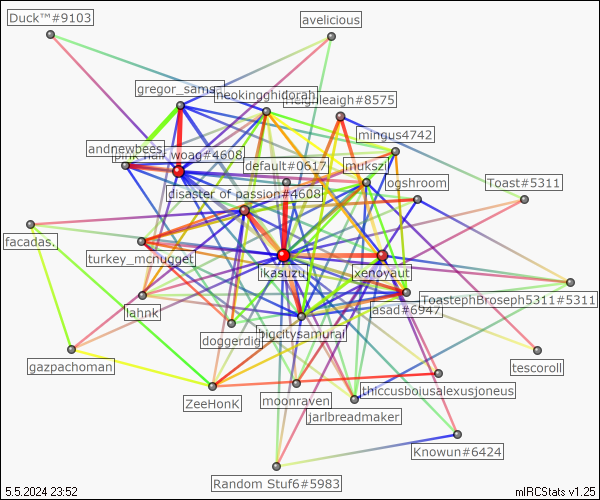 Duck™#9103
avelicious
gregor_samsa
neokingghidorah
#8575
mingus4742
andnewbees
pink hair woag#4608
default#0617
mukszi
disaster of passion#4608
ogshroom
Toast#5311
facadas.
turkey_mcnugget
ikasuzu
xenoyaut
ToastephBroseph5311#5311
lahnk
asad#6947
doggerdig
bigcitysamurai
gazpachoman
tescoroll
ZeeHonK
moonraven
thiccusboiusalexusjoneus
jarlbreadmaker
Knowun#6424
Random Stuf6#5983
5.5.2024 23:52
mIRCStats v1.25